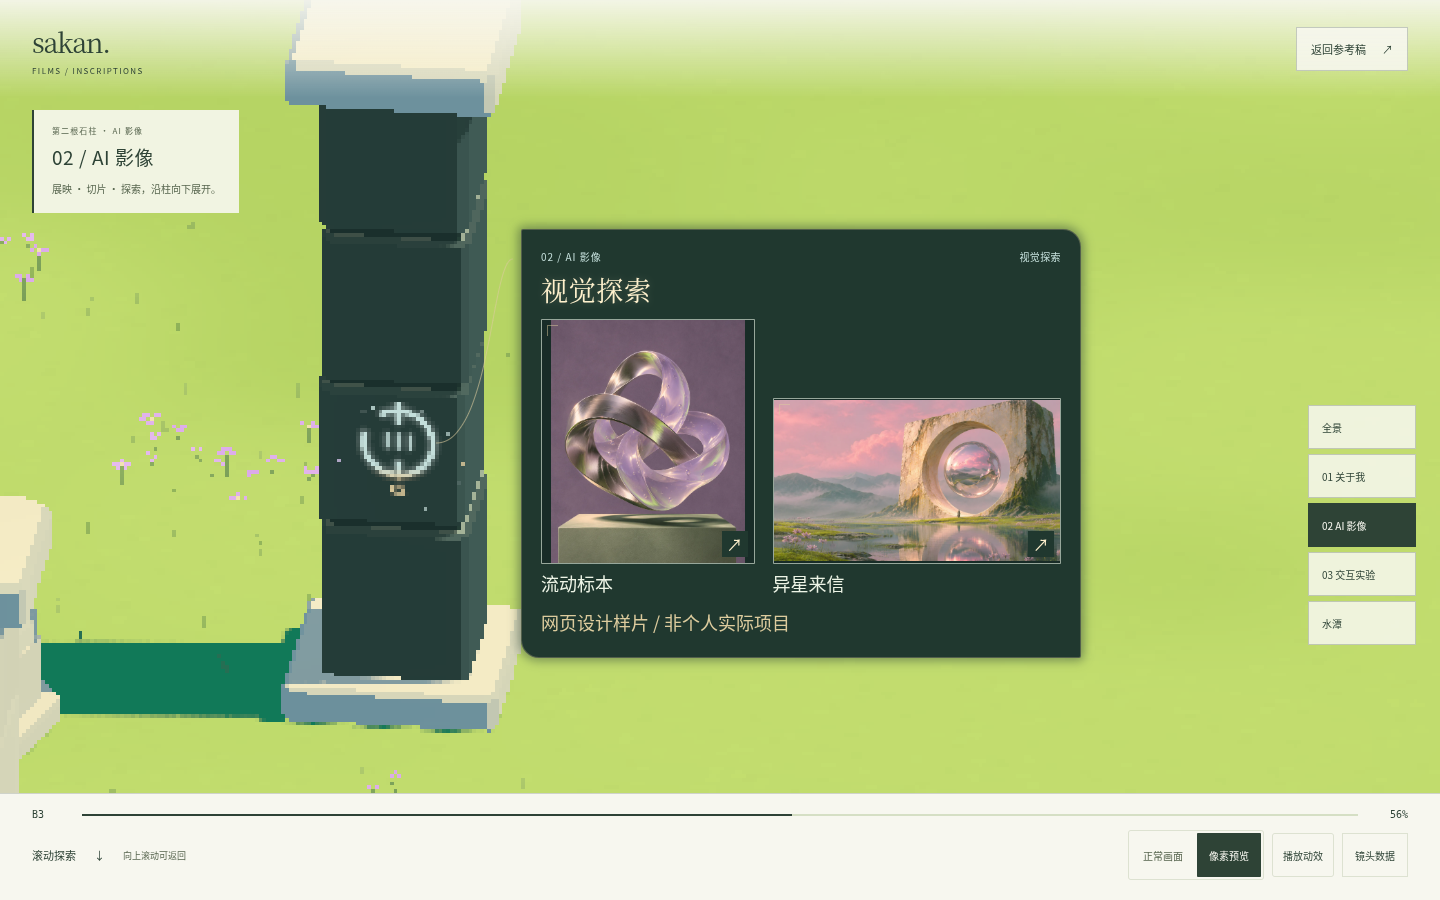 sakan.
FILMS / INSCRIPTIONS
返回参考稿 ↗
第二根石柱 · AI 影像
02 / AI 影像
展映 · 切片 · 探索，沿柱向下展开。
02 / AI 影像
视觉探索
视觉探索
↗
↗
流动标本
异星来信
网页设计样片 / 非个人实际项目
全景
01 关于我
02 AI 影像
03 交互实验
水潭
B3
56%
滚动探索 ↓ 向上滚动可返回
正常画面
像素预览
播放动效
镜头数据